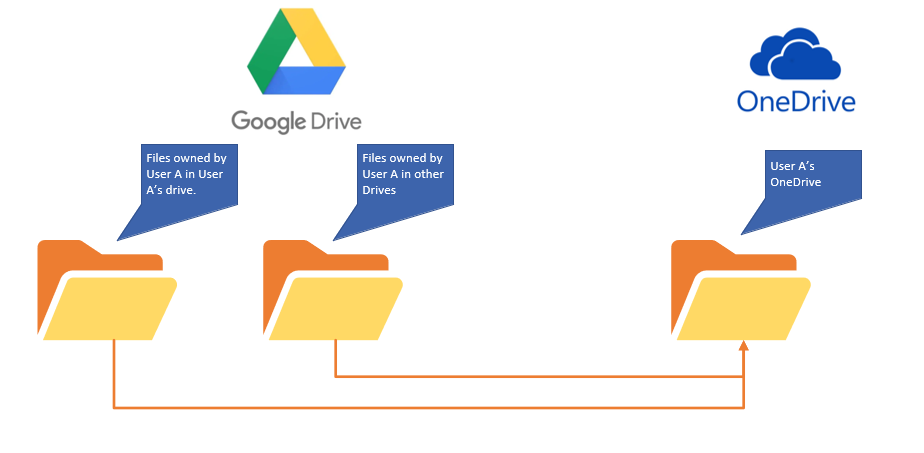 Google Drive
OneDrive
Files owned by
User A in User
A's drive.
Files owned by
User A in other
Drives
User A's
OneDrive